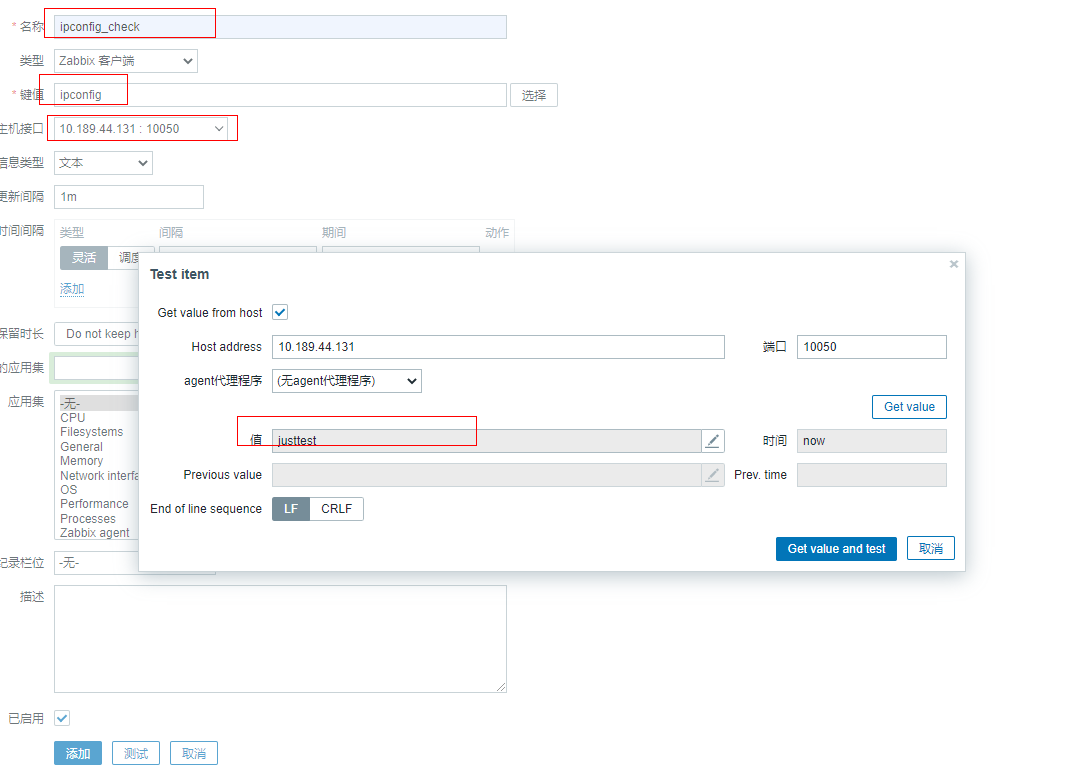 * 名称 ipconfig_check
类型 Zabbix 客户端
* 键值 ipconfig 选择
主机接口 10.189.44.131 : 10050
信息类型 文本
更新间隔 1m
时间间隔 类型 间隔 期间 动作
灵活 调度
添加
Test item
Get value from host
保留时长 Do not keep h
Host address 10.189.44.131 端口 10050
的应用集
agent代理程序 (无agent代理程序)
应用集 -无-
CPU
Filesystems
General
Memory
Network interfa
OS
Performance
Processes
Zabbix agent
Get value
值 justtest 时间 now
Previous value Prev. time
End of line sequence LF CRLF
Get value and test 取消
记录栏位 -无-
描述
已启用
添加 测试 取消